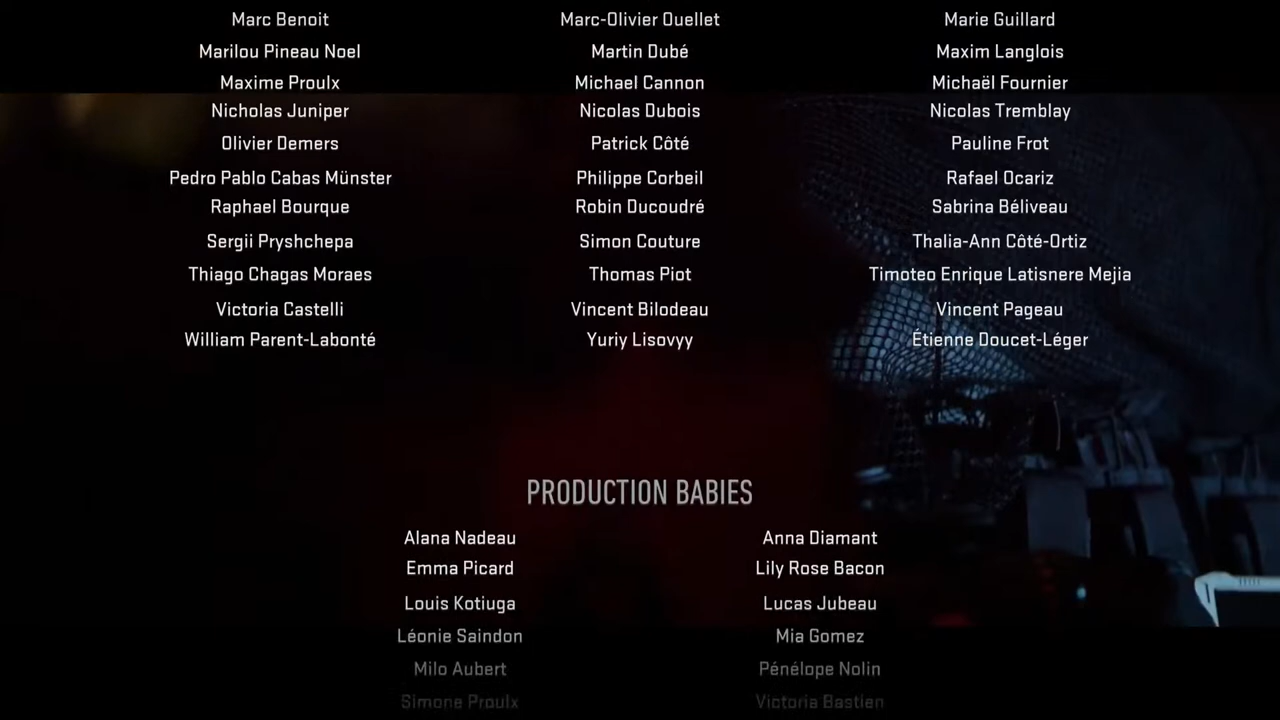 Marc Benoit Marc-Olivier Ouellet Marie Guillard
Marilou Pineau Noel Martin Dubé Maxim Langlois
Maxime Proulx Michael Cannon Michaël Fournier
Nicholas Juniper Nicolas Dubois Nicolas Tremblay
Olivier Demers Patrick Côté Pauline Frot
Pedro Pablo Cabas Münster Philippe Corbeil Rafael Ocariz
Raphael Bourque Robin Ducoudré Sabrina Béliveau
Sergii Pryshchepa Simon Couture Thalia-Ann Côté-Ortiz
Thiago Chagas Moraes Thomas Piot Timoteo Enrique Latisnere Mejia
Victoria Castelli Vincent Bilodeau Vincent Pageau
William Parent-Labonté Yuriy Lisovyy Étienne Doucet-Léger
PRODUCTION BABIES
Alana Nadeau Anna Diamant
Emma Picard Lily Rose Bacon
Louis Kotiuga Lucas Jubeau
Léonie Saindon Mia Gomez
Milo Aubert Pénélope Nolin
Simone Proulx Victoria Bastien